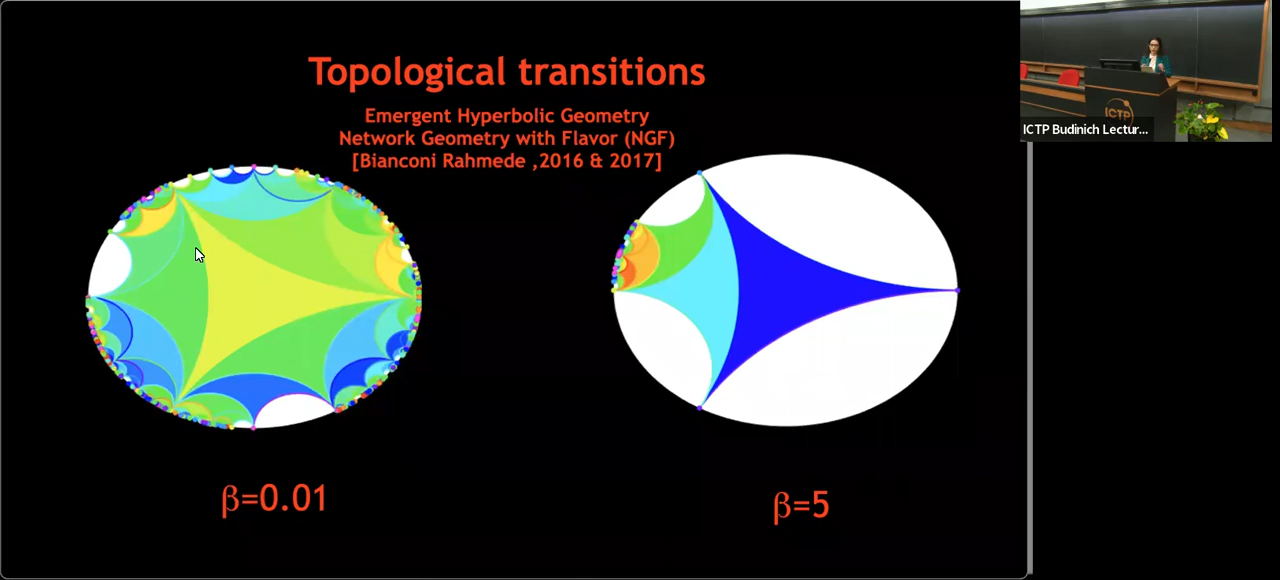 Topological transitions
Emergent Hyperbolic Geometry
Network Geometry with Flavor (NGF)
[Bianconi Rahmede ,2016 & 2017]
β=0.01
β=5
ICTP
ICTP Budinich Lectur...